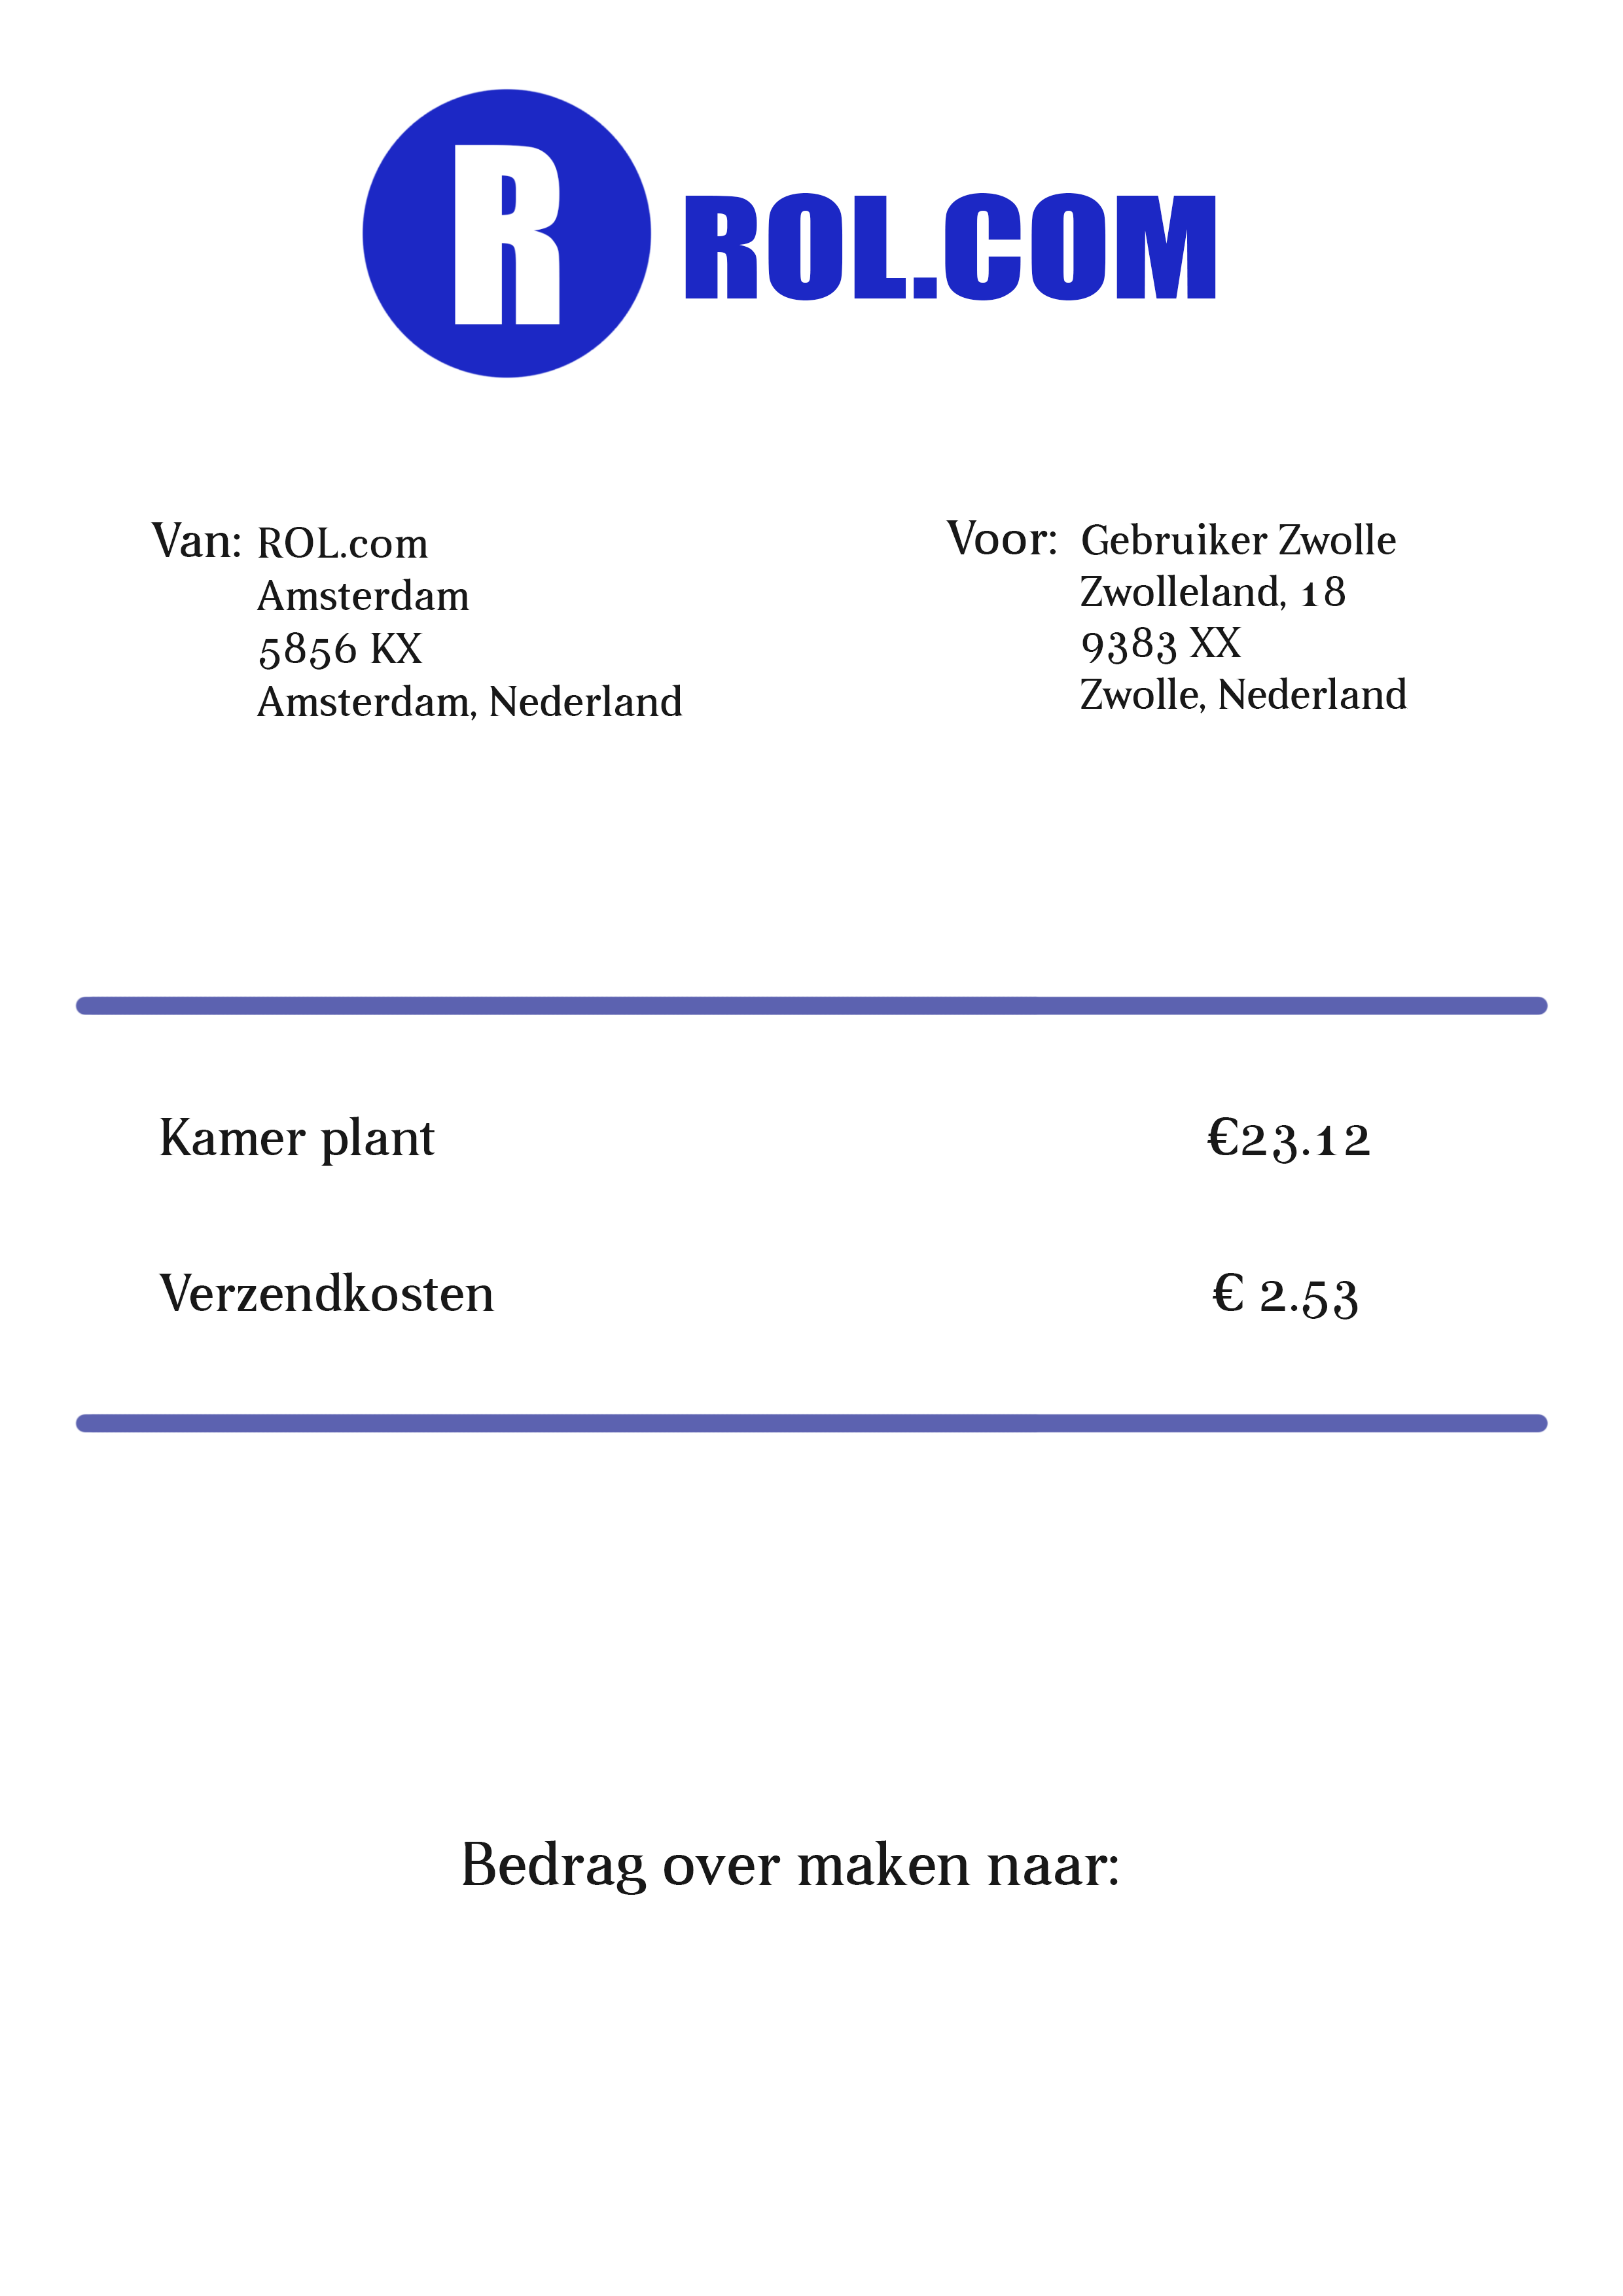 R ROL.COM
Van: ROL.com
Amsterdam
5856 KX
Amsterdam, Nederland
Voor: Gebruiker Zwolle
Zwolleland, 18
9383 XX
Zwolle, Nederland
Kamer plant €23.12
Verzendkosten € 2.53
Bedrag over maken naar: